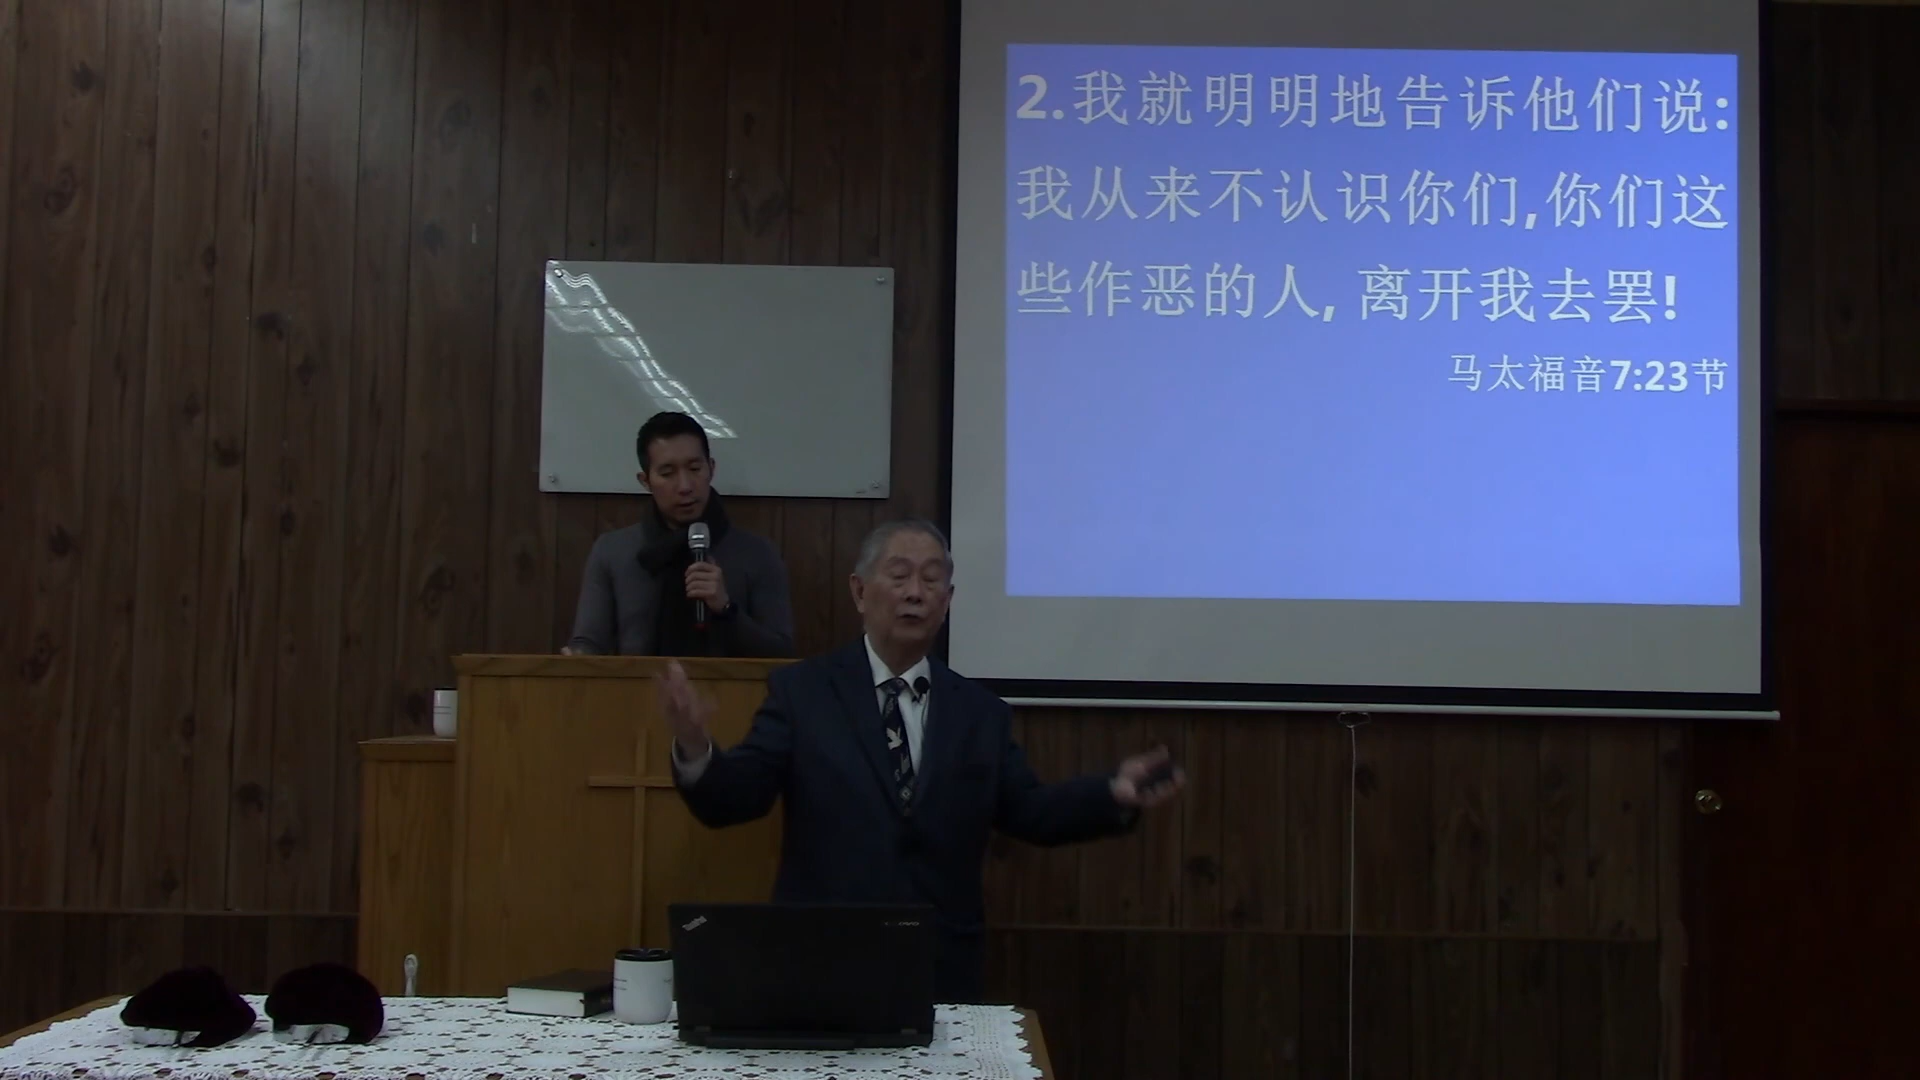 2.我就明明地告诉他们说:
我从来不认识你们,你们这
些作恶的人, 离开我去罢!
马太福音7:23节
ThinkPad
lenovo